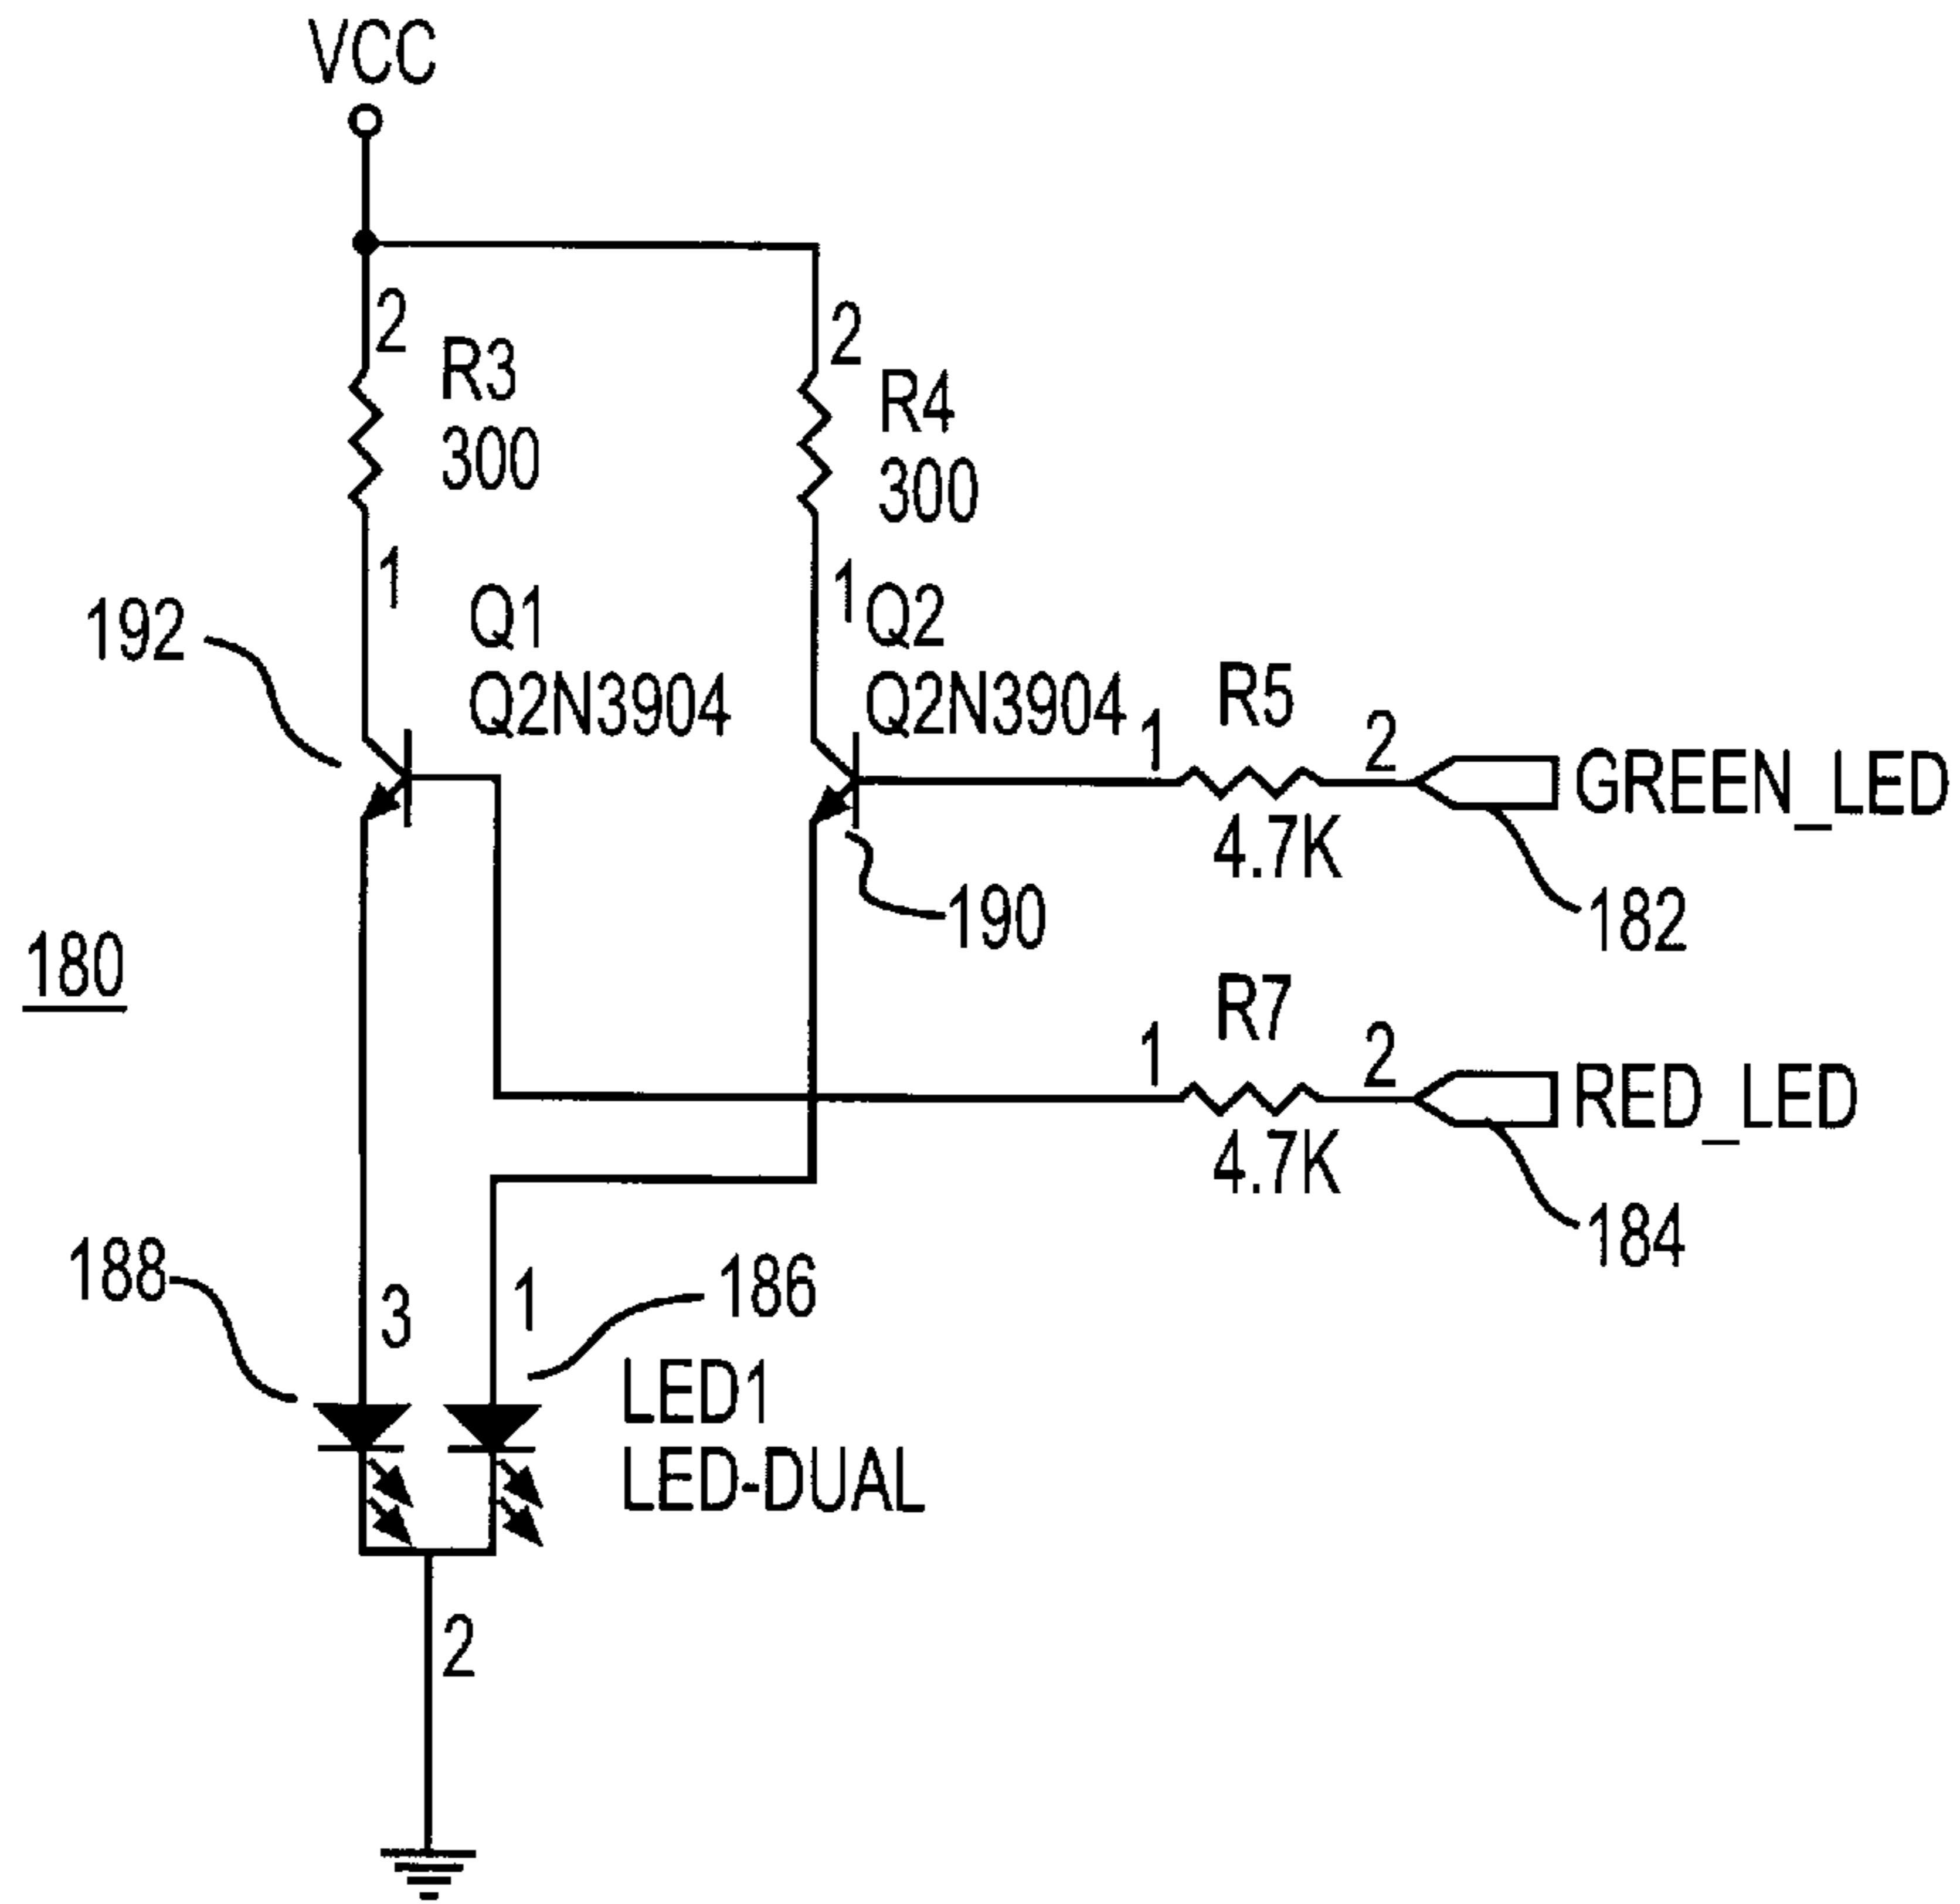 VCC
2
R3
300
2
R4
300
1
1
192
Q1
Q2N3904
Q2
Q2N3904
1
R5
2
GREEN_LED
4.7K
190
182
180
1
R7
2
RED_LED
4.7K
184
188
3
1
186
LED1
LED-DUAL
2